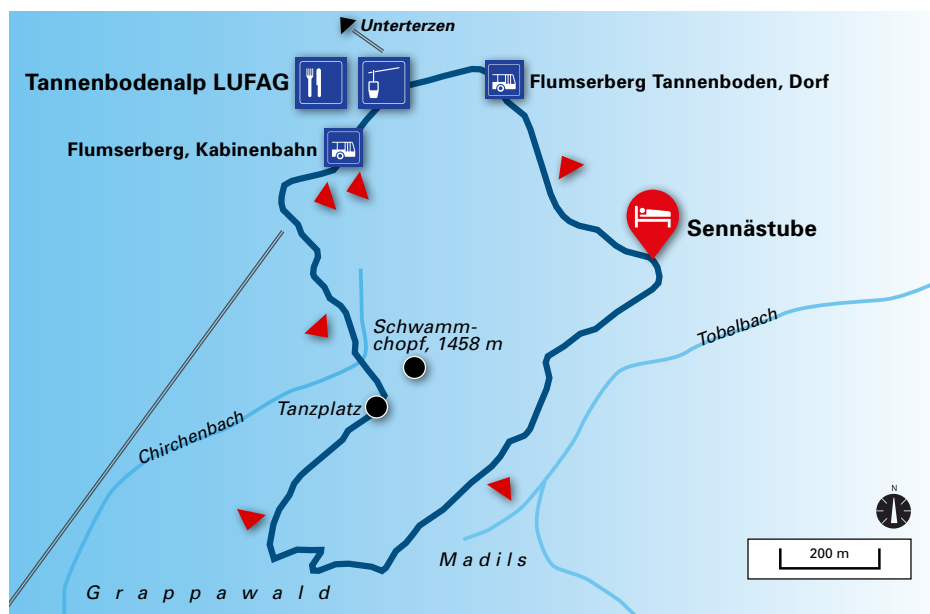 Unterterzen
Tannenbodenalp LUFAG
Flumserberg Tannenboden, Dorf
Flumserberg, Kabinenbahn
Sennästube
Tobelbach
Schwamm-
chopf, 1458 m
Tanzplatz
Chirchenbach
N
Madils
200 m
Grappawald